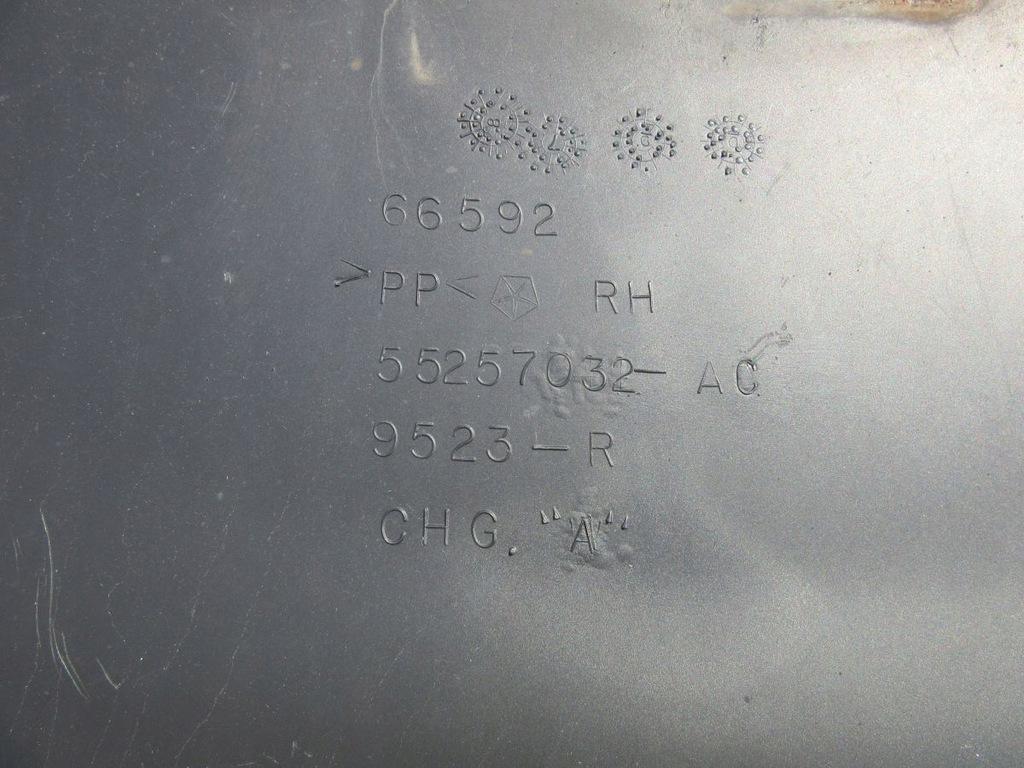 66592
>PP< RH
55257032-AC
9523-R
CHG. "A"